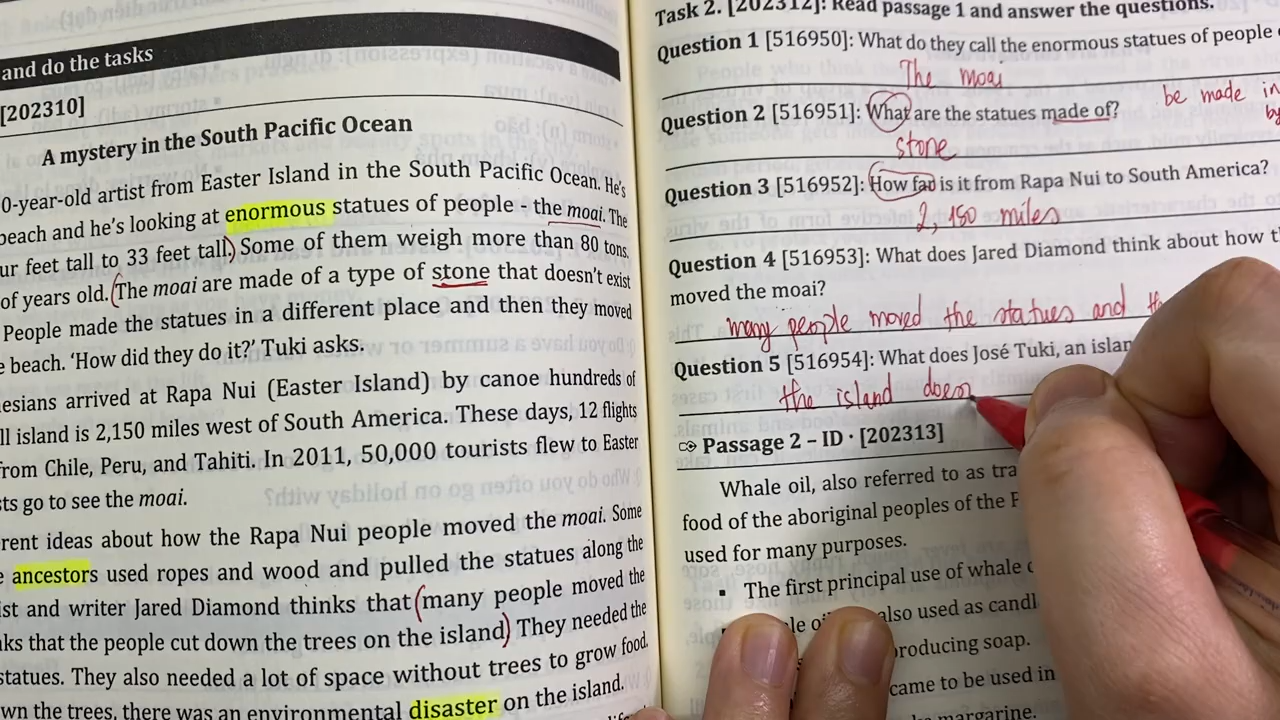 and do the tasks
[202310]
A mystery in the South Pacific Ocean
0-year-old artist from Easter Island in the South Pacific Ocean. He's
beach and he's looking at enormous statues of people - the moai. The
ur feet tall to 33 feet tall.) Some of them weigh more than 80 tons.
of years old. (The moai are made of a type of stone that doesn't exist
People made the statues in a different place and then they moved
e beach. 'How did they do it?' Tuki asks.
esians arrived at Rapa Nui (Easter Island) by canoe hundreds of
ll island is 2,150 miles west of South America. These days, 12 flights
from Chile, Peru, and Tahiti. In 2011, 50,000 tourists flew to Easter
sts go to see the moai.
rent ideas about how the Rapa Nui people moved the moai. Some
e ancestors used ropes and wood and pulled the statues along the
ist and writer Jared Diamond thinks that (many people moved the
ks that the people cut down the trees on the island) They needed the
statues. They also needed a lot of space without trees to grow food.
wn the trees, there was an environmental disaster on the island.
Task 2. [202312]: Read passage 1 and answer the questions.
Question 1 [516950]: What do they call the enormous statues of people
The moai
Question 2 [516951]: What are the statues made of?
be made in
by
stone
Question 3 [516952]: How far is it from Rapa Nui to South America?
2,150 miles
Question 4 [516953]: What does Jared Diamond think about how t
moved the moai?
many people moved the statues and th
Question 5 [516954]: What does José Tuki, an islan
the island doesn
Passage 2 – ID · [202313]
Whale oil, also referred to as tra
food of the aboriginal peoples of the P
used for many purposes.
▪ The first principal use of whale o
le oi also used as candl
producing soap.
came to be used in
margarine.